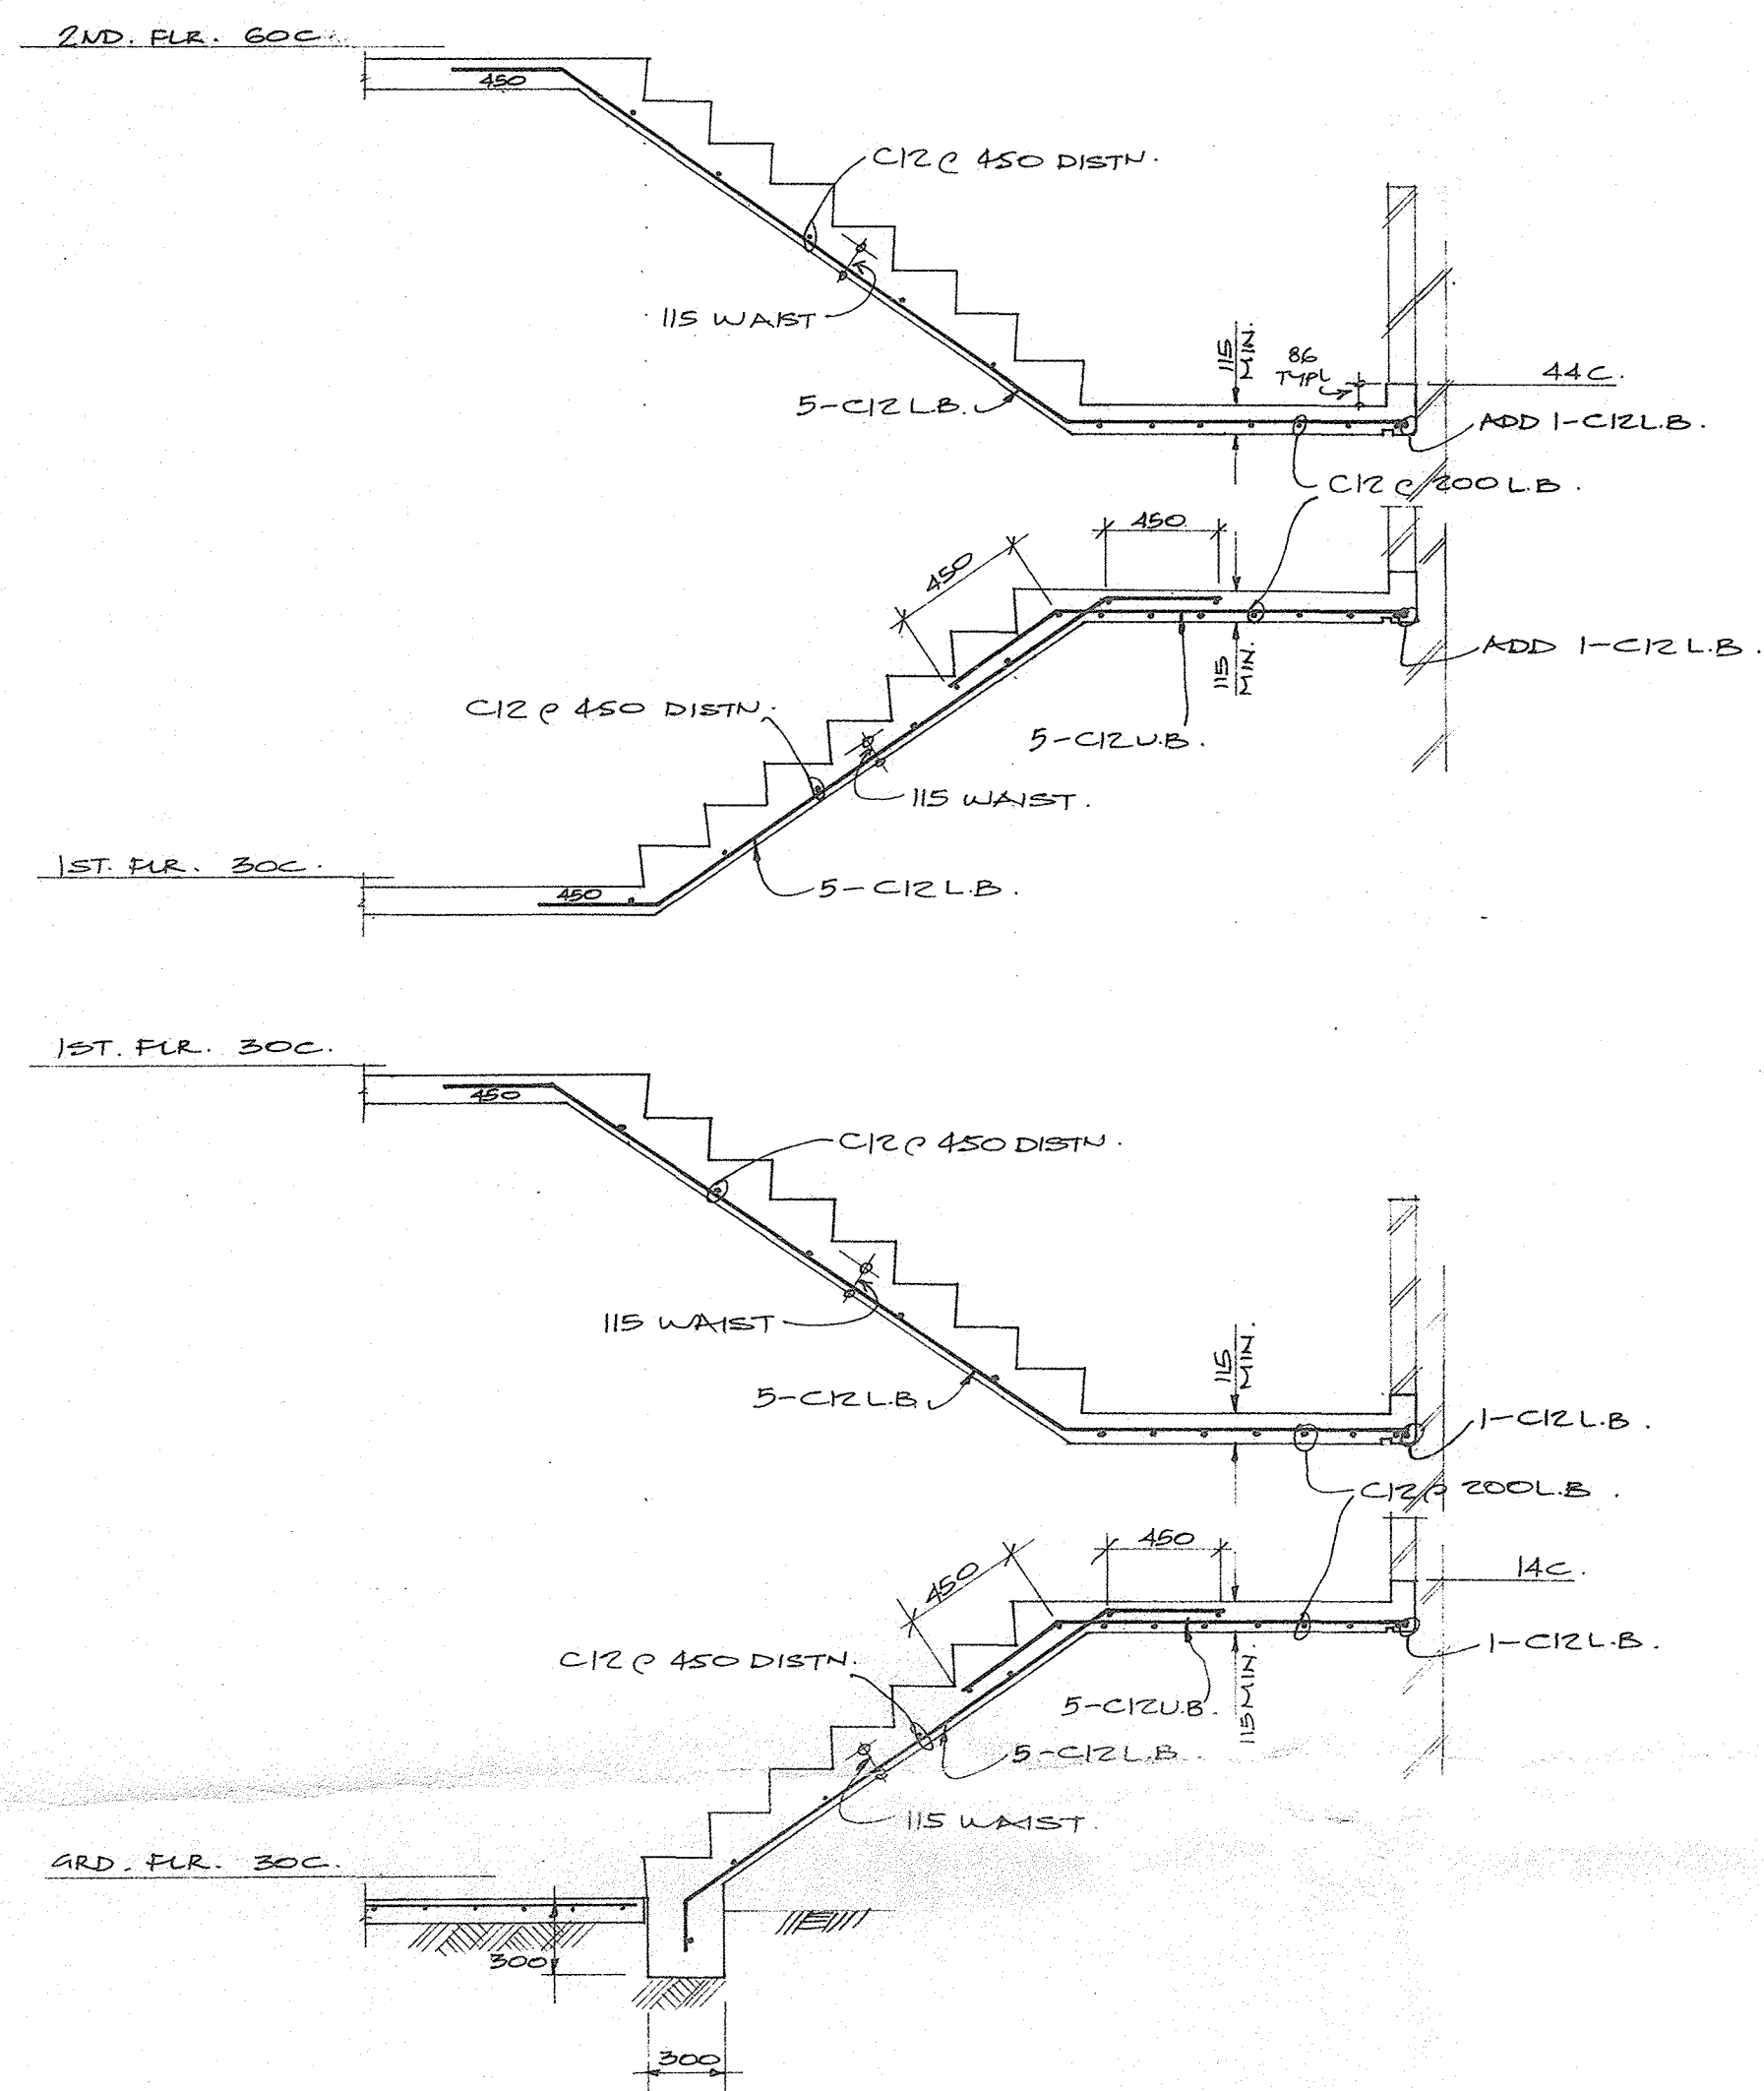 2ND. FLR. 60C.
450
C12 @ 450 DISTN.
115 WAIST
115 MIN.
86
TYPL
44C.
5-C12 L.B.
ADD 1-C12 L.B.
C12 @ 200 L.B.
450
450
115 MIN.
ADD 1-C12 L.B.
C12 @ 450 DISTN.
5-C12 U.B.
115 WAIST.
1ST. FLR. 30C.
450
5-C12 L.B.
1ST. FLR. 30C.
450
C12 @ 450 DISTN.
115 WAIST
115 MIN.
5-C12 L.B.
1-C12 L.B.
C12 @ 200 L.B.
450
450
14C.
C12 @ 450 DISTN.
1-C12 L.B.
5-C12 U.B.
115 MIN.
5-C12 L.B.
115 WAIST.
GRD. FLR. 30C.
300
300